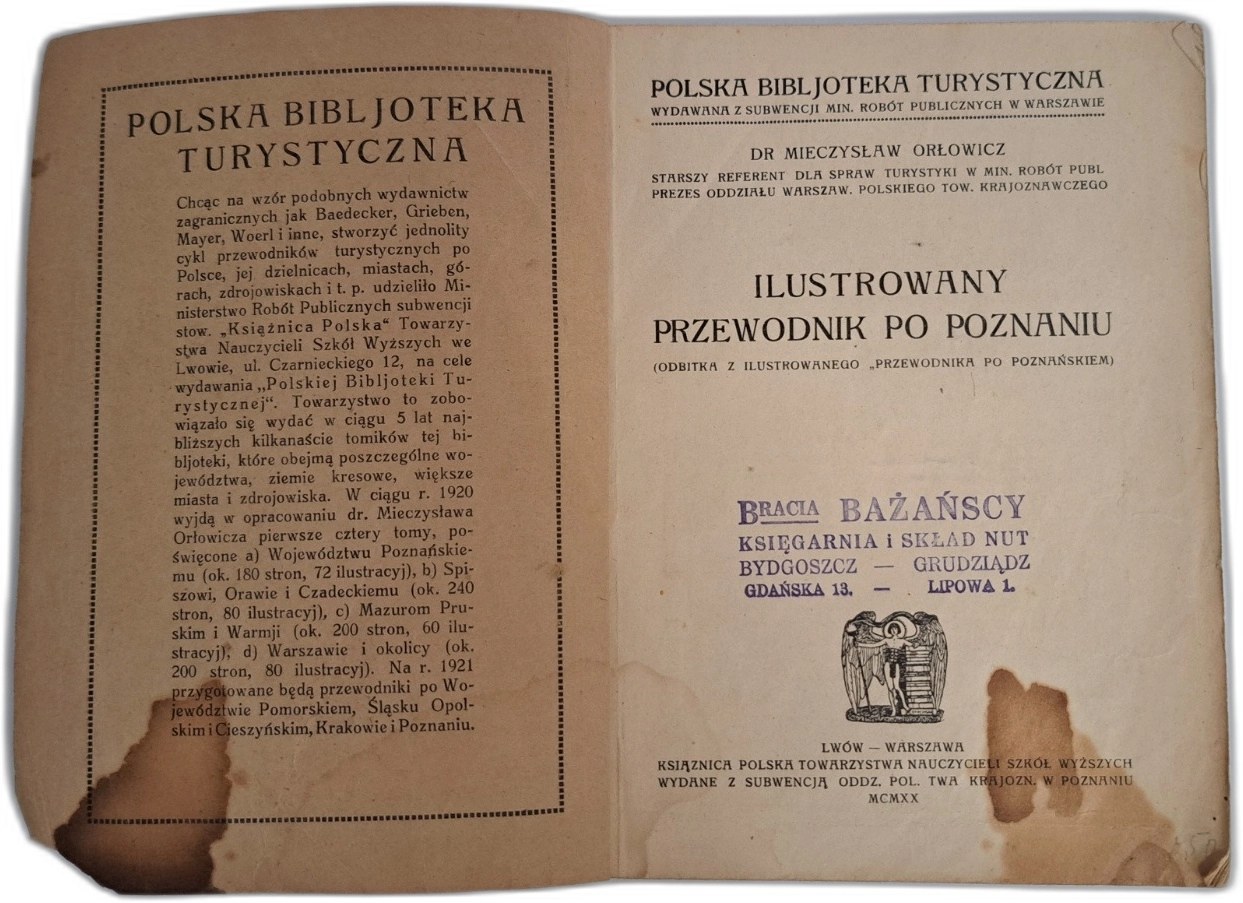 POLSKA BIBLJOTEKA
TURYSTYCZNA
Chcąc na wzór podobnych wydawnictw
zagranicznych jak Baedecker, Grieben,
Mayer, Woerl i inne, stworzyć jednolity
cykl przewodników turystycznych po
Polsce, jej dzielnicach, miastach, gó-
rach, zdrojowiskach i t. p. udzieliło Mi-
nisterstwo Robót Publicznych subwencji
stow. „Książnica Polska“ Towarzy-
stwa Nauczycieli Szkół Wyższych we
Lwowie, ul. Czarnieckiego 12, na cele
wydawania „Polskiej Bibljoteki Tu-
rystycznej“. Towarzystwo to zobo-
wiązało się wydać w ciągu 5 lat naj-
bliższych kilkanaście tomików tej bi-
bljoteki, które obejmą poszczególne wo-
jewództwa, ziemie kresowe, większe
miasta i zdrojowiska. W ciągu r. 1920
wyjdą w opracowaniu dr. Mieczysława
Orłowicza pierwsze cztery tomy, po-
święcone a) Województwu Poznańskie-
mu (ok. 180 stron, 72 ilustracyj), b) Spi-
szowi, Orawie i Czadeckiemu (ok. 240
stron, 80 ilustracyj), c) Mazurom Pru-
skim i Warmji (ok. 200 stron, 60 ilu-
stracyj), d) Warszawie i okolicy (ok.
200 stron, 80 ilustracyj). Na r. 1921
przygotowane będą przewodniki po Wo-
jewództwie Pomorskiem, Śląsku Opol-
skim i Cieszyńskim, Krakowie i Poznaniu.
POLSKA BIBLJOTEKA TURYSTYCZNA
WYDAWANA Z SUBWENCJI MIN. ROBÓT PUBLICZNYCH W WARSZAWIE
DR MIECZYSŁAW ORŁOWICZ
STARSZY REFERENT DLA SPRAW TURYSTYKI W MIN. ROBÓT PUBL
PREZES ODDZIAŁU WARSZAW. POLSKIEGO TOW. KRAJOZNAWCZEGO
ILUSTROWANY
PRZEWODNIK PO POZNANIU
(ODBITKA Z ILUSTROWANEGO „PRZEWODNIKA PO POZNAŃSKIEM)
BRACIA BAŻAŃSCY
KSIĘGARNIA i SKŁAD NUT
BYDGOSZCZ — GRUDZIĄDZ
GDAŃSKA 13. — LIPOWA 1.
LWÓW — WARSZAWA
KSIĄZNICA POLSKA TOWARZYSTWA NAUCZYCIELI SZKÓŁ WYŻSZYCH
WYDANE Z SUBWENCJĄ ODDZ. POL. TWA KRAJOZN. W POZNANIU
MCMXX